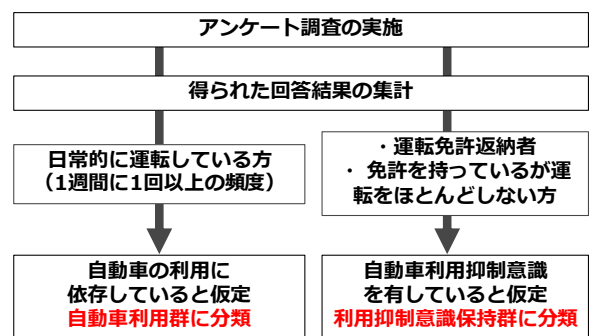 アンケート調査の実施
得られた回答結果の集計
日常的に運転している方
（1週間に1回以上の頻度）
・運転免許返納者
・ 免許を持っているが運
転をほとんどしない方
自動車の利用に
依存していると仮定
自動車利用群に分類
自動車利用抑制意識
を有していると仮定
利用抑制意識保持群に分類